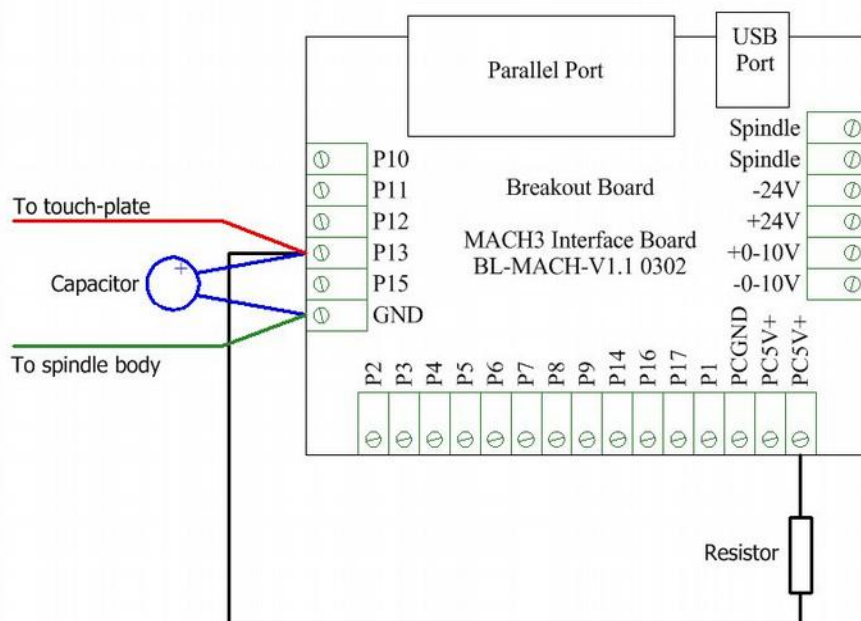 Parallel Port
USB
Port
P10
P11
P12
P13
P15
GND
Breakout Board
MACH3 Interface Board
BL-MACH-V1.1 0302
Spindle
Spindle
-24V
+24V
+0-10V
-0-10V
To touch-plate
+
Capacitor
To spindle body
P2
P3
P4
P5
P6
P7
P8
P9
P14
P16
P17
P1
PCGND
PC5V+
PC5V+
Resistor